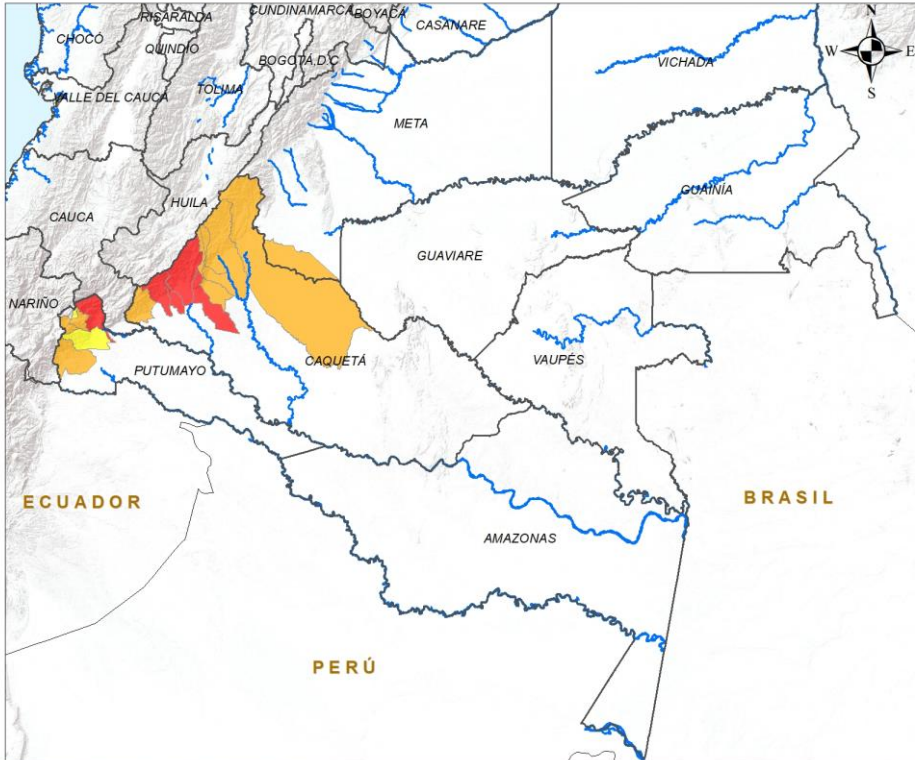 CUNDINAMARCA
BOYACÁ
RISARALDA
CASANARE
N
CHOCÓ
QUINDÍO
W
E
BOGOTÁ D.C
VICHADA
S
TOLIMA
VALLE DEL CAUCA
META
GUAINÍA
HUILA
CAUCA
GUAVIARE
NARIÑO
CAQUETÁ
VAUPÉS
PUTUMAYO
ECUADOR
BRASIL
AMAZONAS
PERÚ